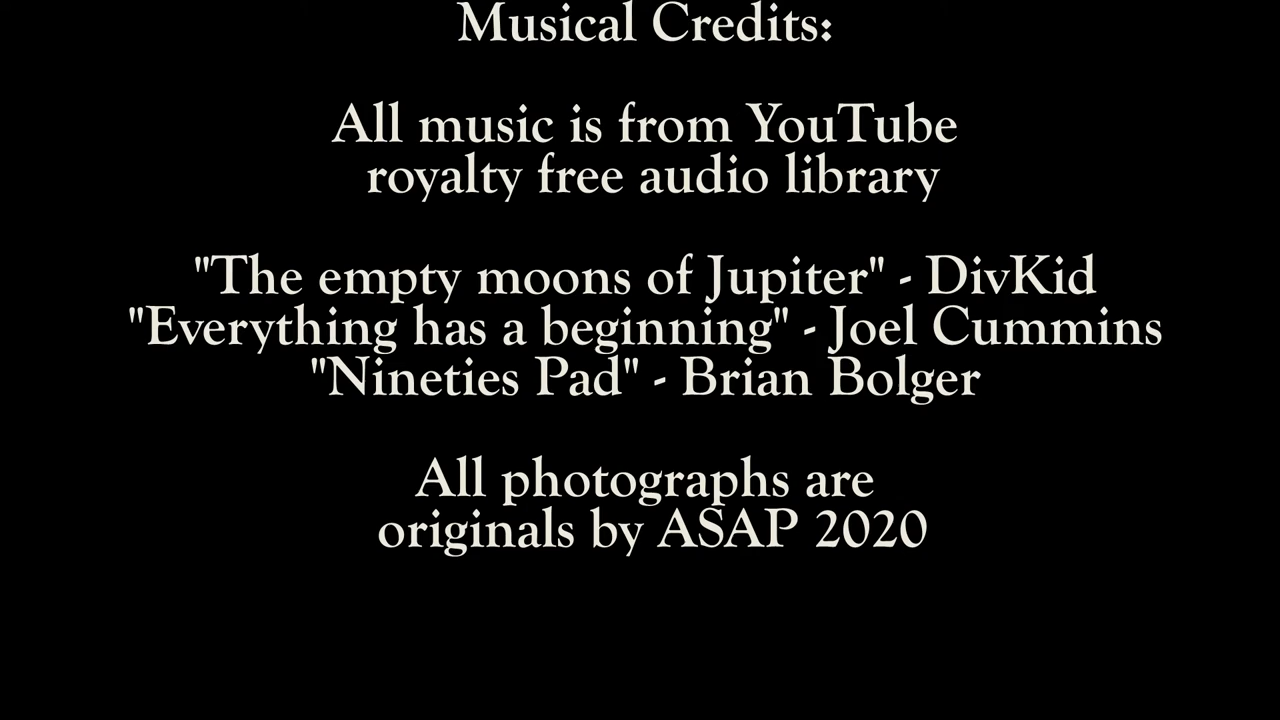 Musical Credits:
All music is from YouTube
royalty free audio library
"The empty moons of Jupiter" - DivKid
"Everything has a beginning" - Joel Cummins
"Nineties Pad" - Brian Bolger
All photographs are
originals by ASAP 2020